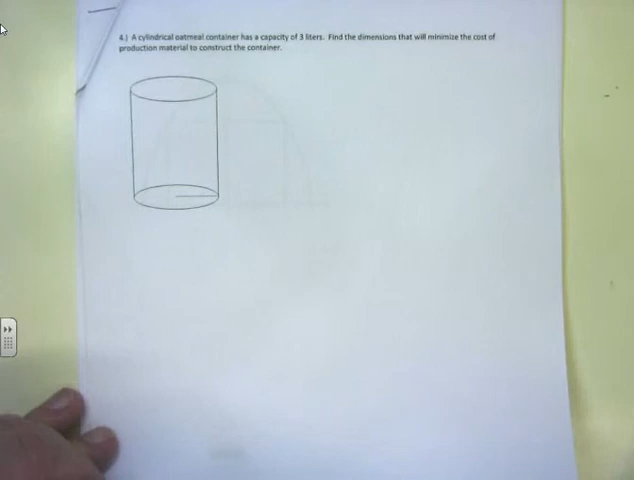 4.) A cylindrical oatmeal container has a capacity of 3 liters. Find the dimensions that will minimize the cost of
production material to construct the container.